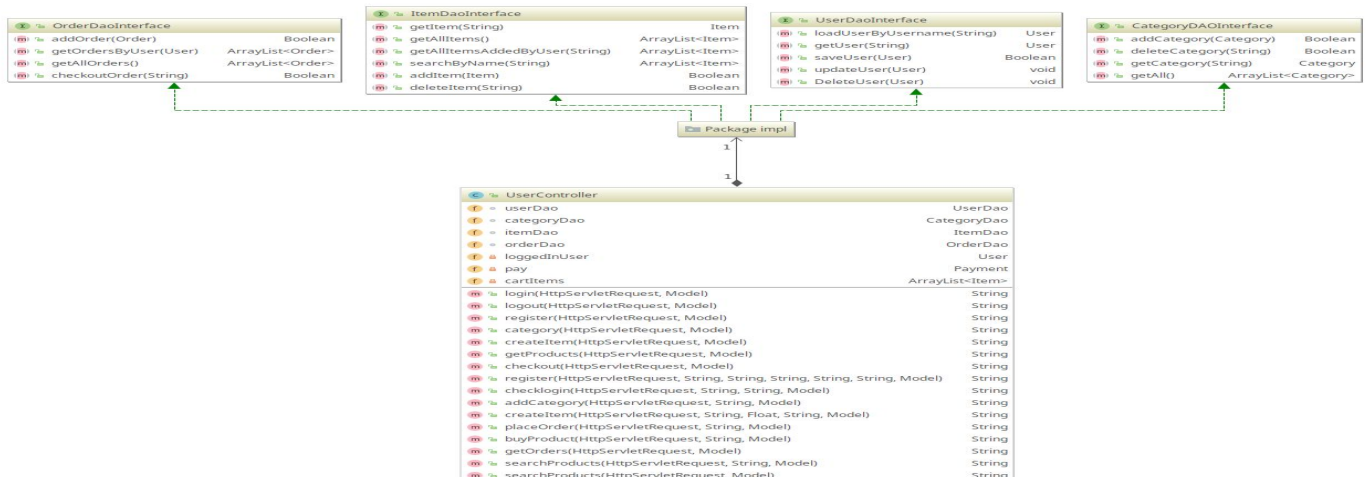 OrderDaoInterface
addOrder(Order) Boolean
getOrdersByUser(User) ArrayList<Order>
getAllOrders() ArrayList<Order>
checkoutOrder(String) Boolean
ItemDaoInterface
getItem(String) Item
getAllItems() ArrayList<Item>
getAllItemsAddedByUser(String) ArrayList<Item>
searchByName(String) ArrayList<Item>
addItem(Item) Boolean
deleteItem(String) Boolean
UserDaoInterface
loadUserByUsername(String) User
getUser(String) User
saveUser(User) Boolean
updateUser(User) void
DeleteUser(User) void
CategoryDAOInterface
addCategory(Category) Boolean
deleteCategory(String) Boolean
getCategory(String) Category
getAll() ArrayList<Category>
Package impl
1
1
UserController
userDao UserDao
categoryDao CategoryDao
itemDao ItemDao
orderDao OrderDao
loggedInUser User
pay Payment
cartItems ArrayList<Item>
login(HttpServletRequest, Model) String
logout(HttpServletRequest, Model) String
register(HttpServletRequest, Model) String
category(HttpServletRequest, Model) String
createItem(HttpServletRequest, Model) String
getProducts(HttpServletRequest, Model) String
checkout(HttpServletRequest, Model) String
register(HttpServletRequest, String, String, String, String, String, Model) String
checklogin(HttpServletRequest, String, String, Model) String
addCategory(HttpServletRequest, String, Model) String
createItem(HttpServletRequest, String, Float, String, Model) String
placeOrder(HttpServletRequest, String, Model) String
buyProduct(HttpServletRequest, String, Model) String
getOrders(HttpServletRequest, Model) String
searchProducts(HttpServletRequest, String, Model) String
searchProducts(HttpServletRequest, Model) String